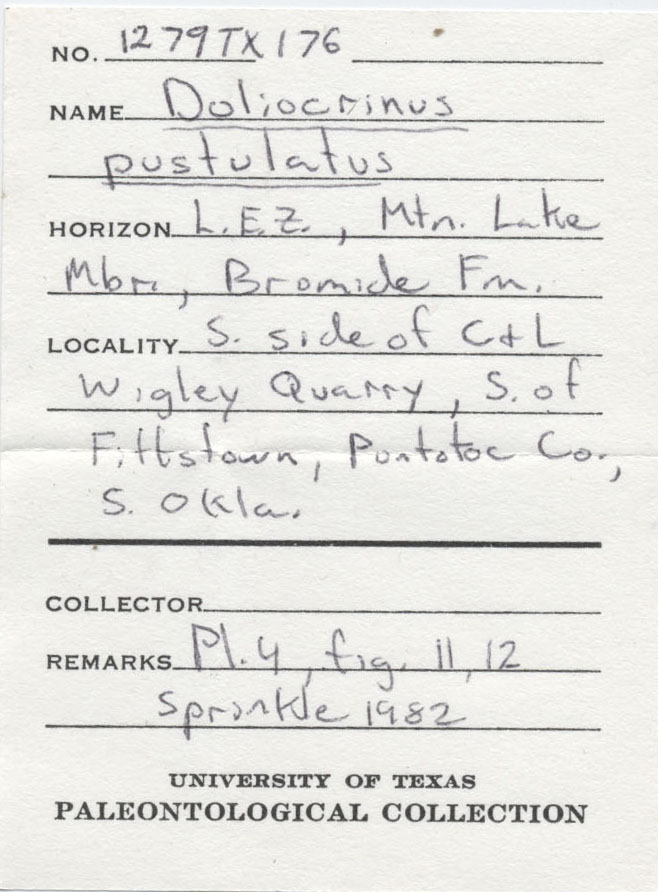 NO. 1279TX176
NAME Doliocrinus
pustulatus
HORIZON L.E.Z., Mtn. Lake
Mbr., Bromide Fm.
LOCALITY S. side of C+L
Wigley Quarry, S. of
Fittstown, Pontotoc Co.,
S. Okla.
COLLECTOR
REMARKS Pl. 4, fig. 11, 12
Sprinkle 1982
UNIVERSITY OF TEXAS
PALEONTOLOGICAL COLLECTION